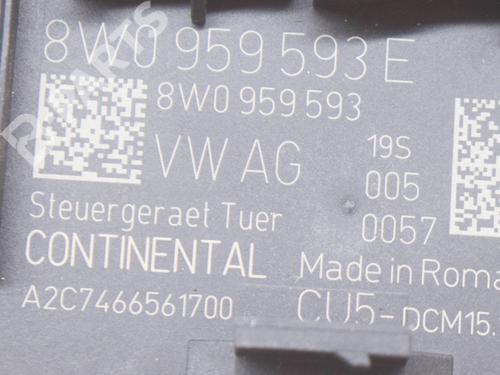 8W0 959 593 E
8W0 959 593
VW AG
19S
005
0057
Steuergeraet Tuer
CONTINENTAL
Made in Roma
A2C7466561700
CU5-DCM15.